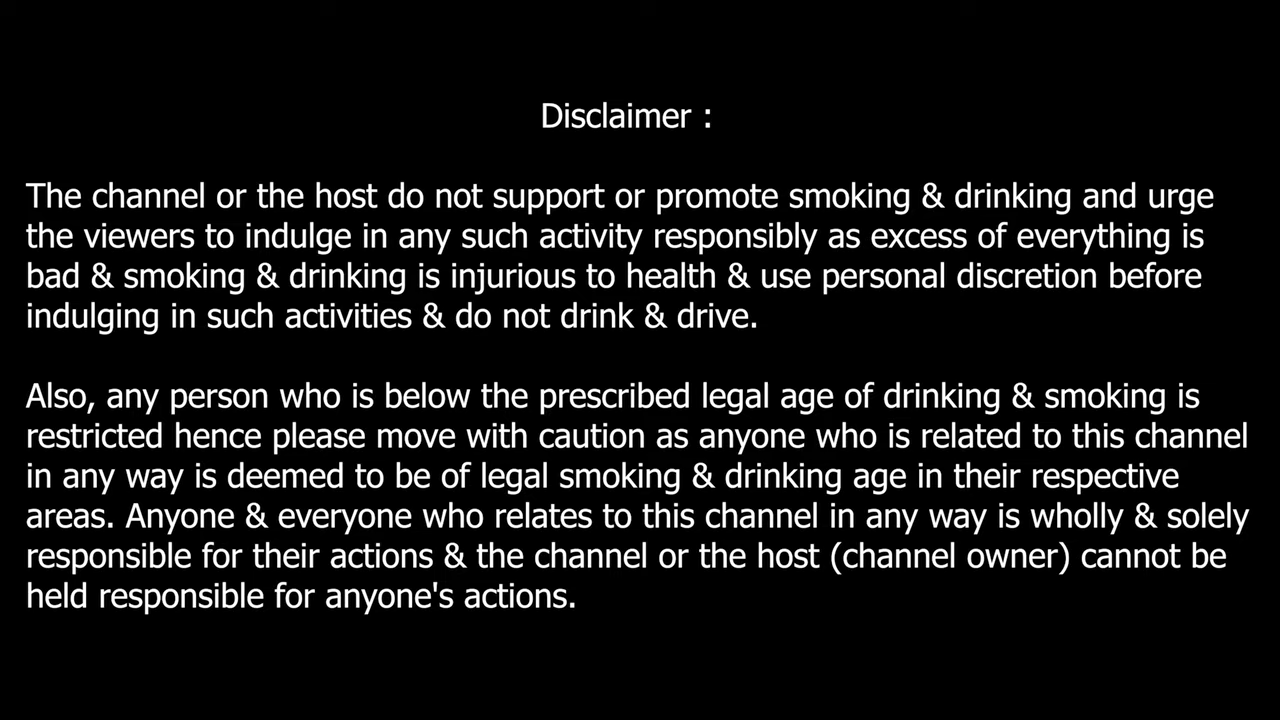 Disclaimer :
The channel or the host do not support or promote smoking & drinking and urge
the viewers to indulge in any such activity responsibly as excess of everything is
bad & smoking & drinking is injurious to health & use personal discretion before
indulging in such activities & do not drink & drive.
Also, any person who is below the prescribed legal age of drinking & smoking is
restricted hence please move with caution as anyone who is related to this channel
in any way is deemed to be of legal smoking & drinking age in their respective
areas. Anyone & everyone who relates to this channel in any way is wholly & solely
responsible for their actions & the channel or the host (channel owner) cannot be
held responsible for anyone's actions.